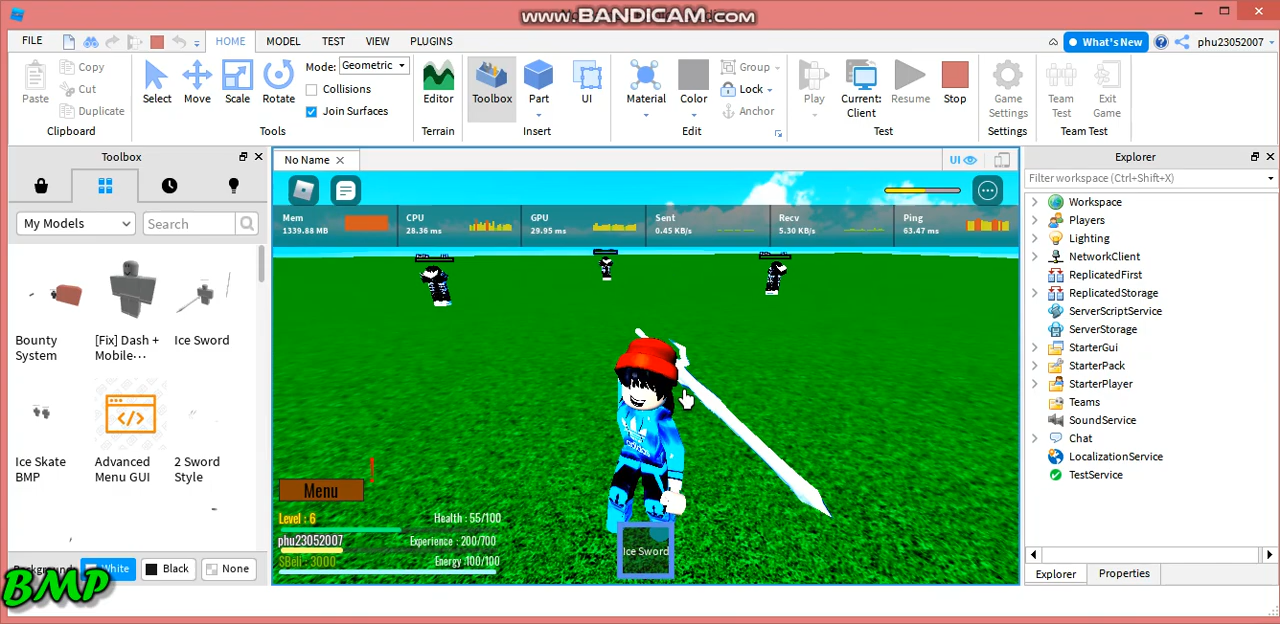 www.BANDICAM.com
FILE HOME MODEL TEST VIEW PLUGINS What's New phu23052007
Paste Copy Cut Duplicate Clipboard
Select Move Scale Rotate Mode: Geometric Collisions Join Surfaces Tools
Editor Terrain
Toolbox Part UI Insert
Material Color Group Lock Anchor Edit
Play Current: Client Resume Stop Test
Game Settings Settings
Team Test Exit Game Team Test
Toolbox
My Models Search
Bounty System
[Fix] Dash + Mobile...
Ice Sword
Ice Skate BMP
Advanced Menu GUI
2 Sword Style
White Black None
BMP
No Name UI
Mem CPU GPU Sent Recv Ping
1339.88 MB 28.36 ms 29.95 ms 0.45 KB/s 5.30 KB/s 63.47 ms
!
Menu
Level : 6 Health : 55/100
phu23052007 Experience : 200/700
$Beli : 3000 Energy :100/100
Ice Sword
Explorer
Filter workspace (Ctrl+Shift+X)
Workspace
Players
Lighting
NetworkClient
ReplicatedFirst
ReplicatedStorage
ServerScriptService
ServerStorage
StarterGui
StarterPack
StarterPlayer
Teams
SoundService
Chat
LocalizationService
TestService
Explorer Properties